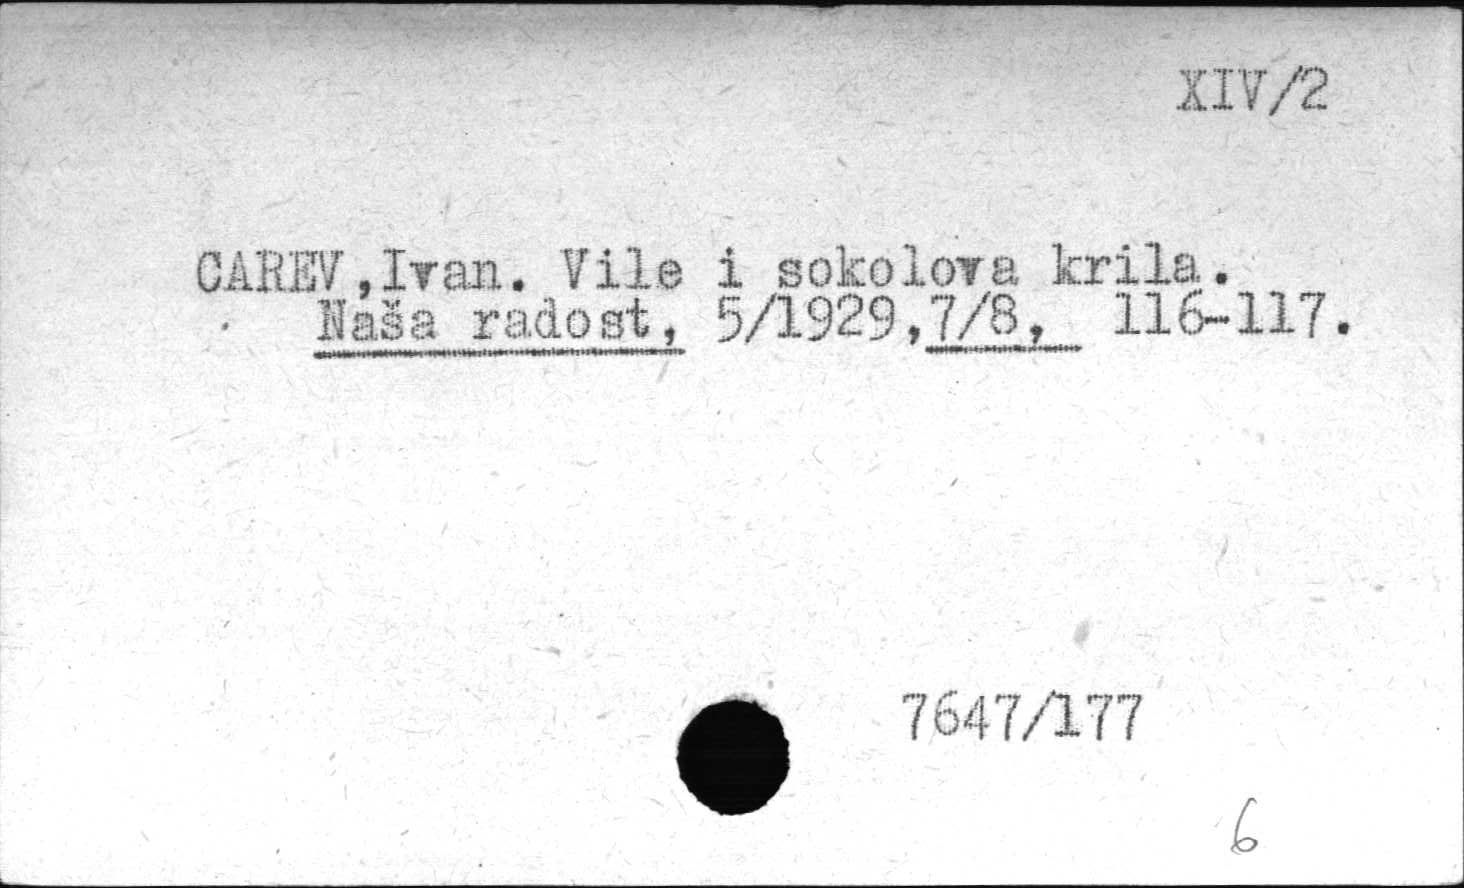 XIV/2
CAREV,Ivan. Vile i sokolova krila.
Naša radost, 5/1929,7/8, 116-117.
7647/177
6